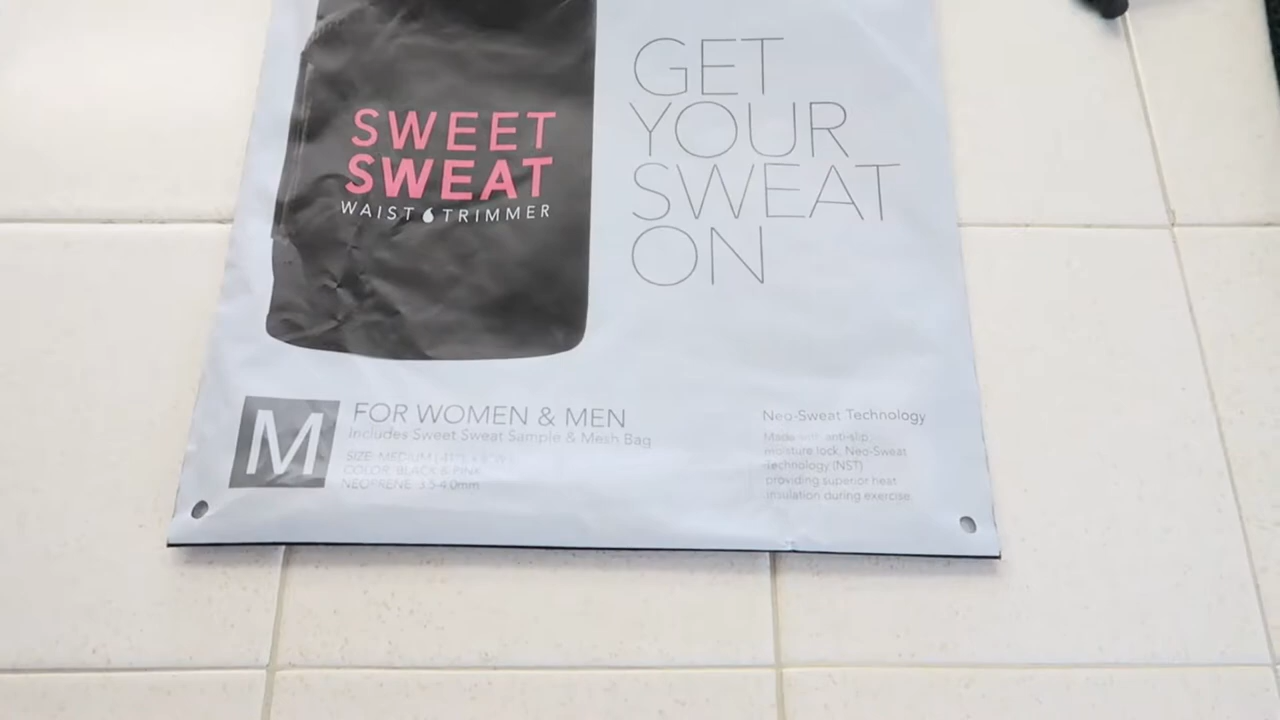 SWEET
SWEAT
WAIST TRIMMER
GET
YOUR
SWEAT
ON
M
FOR WOMEN & MEN
Includes Sweet Sweat Sample & Mesh Bag
SIZE: MEDIUM
COLOR: BLACK & PINK
NEOPRENE: 3.5-4.0mm
Neo-Sweat Technology
Made with anti-slip
moisture lock, Neo-Sweat
Technology (NST)
providing superior heat
insulation during exercise.